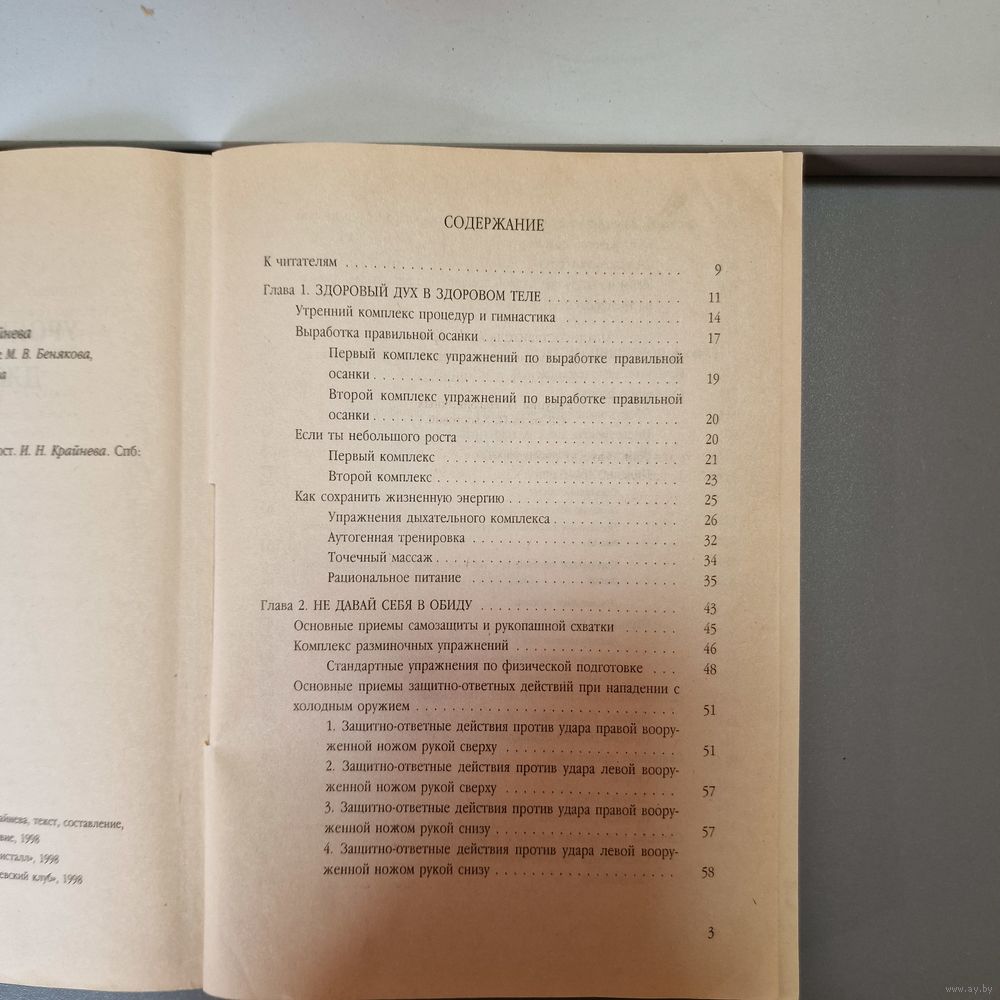 М. В. Бенякова,
ост. И. Н. Крайнева. Спб:
текст, составление,
1998
1998
клуб», 1998
СОДЕРЖАНИЕ
К читателям . . . . . . . . . . . . . . . . . . . . 9
Глава 1. ЗДОРОВЫЙ ДУХ В ЗДОРОВОМ ТЕЛЕ . . . . . . . . . . 11
Утренний комплекс процедур и гимнастика . . . . . . . . 14
Выработка правильной осанки . . . . . . . . . . . . . . 17
Первый комплекс упражнений по выработке правильной
осанки . . . . . . . . . . . . . . . . . . . . 19
Второй комплекс упражнений по выработке правильной
осанки . . . . . . . . . . . . . . . . . . . . 20
Если ты небольшого роста . . . . . . . . . . . . . . . 20
Первый комплекс . . . . . . . . . . . . . . . . . 21
Второй комплекс . . . . . . . . . . . . . . . . . 23
Как сохранить жизненную энергию . . . . . . . . . . . . 25
Упражнения дыхательного комплекса . . . . . . . . . . 26
Аутогенная тренировка . . . . . . . . . . . . . . . 32
Точечный массаж . . . . . . . . . . . . . . . . . 34
Рациональное питание . . . . . . . . . . . . . . . 35
Глава 2. НЕ ДАВАЙ СЕБЯ В ОБИДУ . . . . . . . . . . . . . 43
Основные приемы самозащиты и рукопашной схватки . . . . . 45
Комплекс разминочных упражнений . . . . . . . . . . . . 46
Стандартные упражнения по физической подготовке . . . 48
Основные приемы защитно-ответных действий при нападении с
холодным оружием . . . . . . . . . . . . . . . . . . 51
1. Защитно-ответные действия против удара правой воору-
женной ножом рукой сверху . . . . . . . . . . . . . 51
2. Защитно-ответные действия против удара левой воору-
женной ножом рукой сверху . . . . . . . . . . . . . 57
3. Защитно-ответные действия против удара правой воору-
женной ножом рукой снизу . . . . . . . . . . . . . . 57
4. Защитно-ответные действия против удара левой воору-
женной ножом рукой снизу . . . . . . . . . . . . . . 58
3
www.ay.by